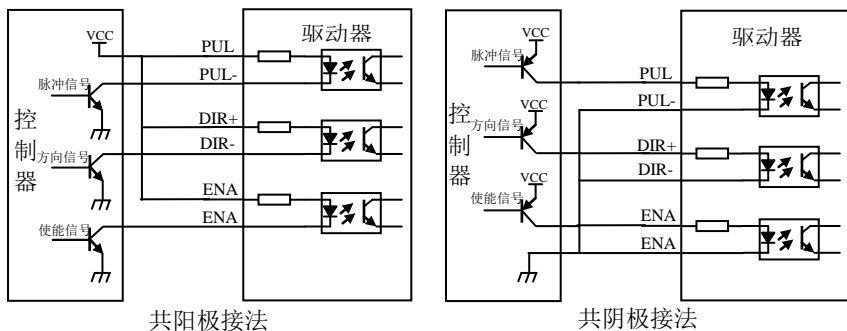 VCC
PUL
驱动器
脉冲信号
PUL-
控制器
DIR+
方向信号
DIR-
ENA
使能信号
ENA
共阳极接法
VCC
驱动器
脉冲信号
PUL
PUL-
VCC
控制器
方向信号
DIR+
DIR-
VCC
使能信号
ENA
ENA
共阴极接法